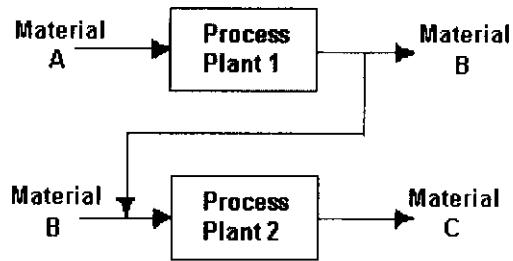 Material
A
Process
Plant 1
Material
B
Material
B
Process
Plant 2
Material
C